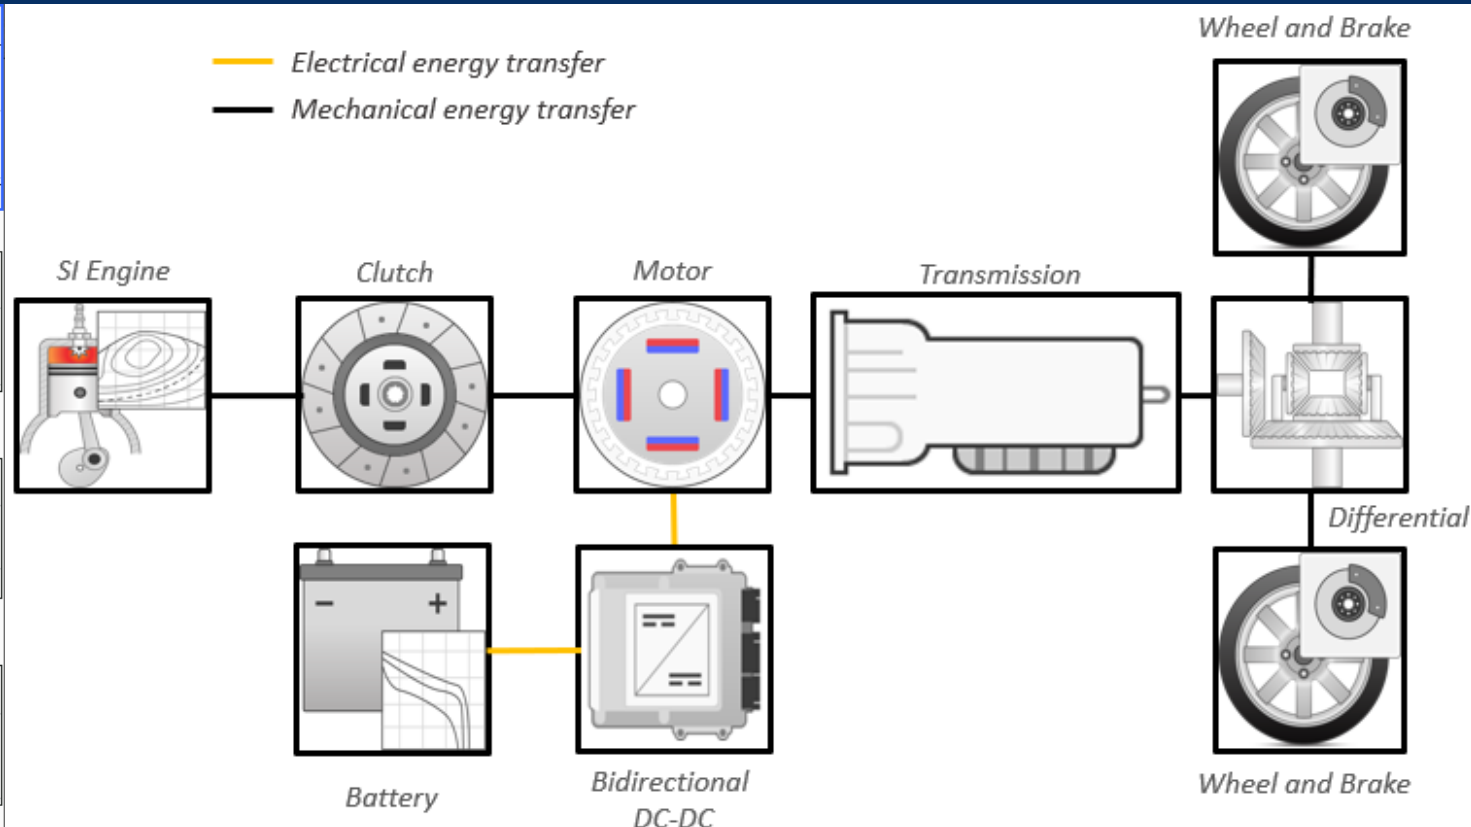 Wheel and Brake
Electrical energy transfer
Mechanical energy transfer
SI Engine
Clutch
Motor
Transmission
Differential
Battery
Bidirectional
DC-DC
Wheel and Brake